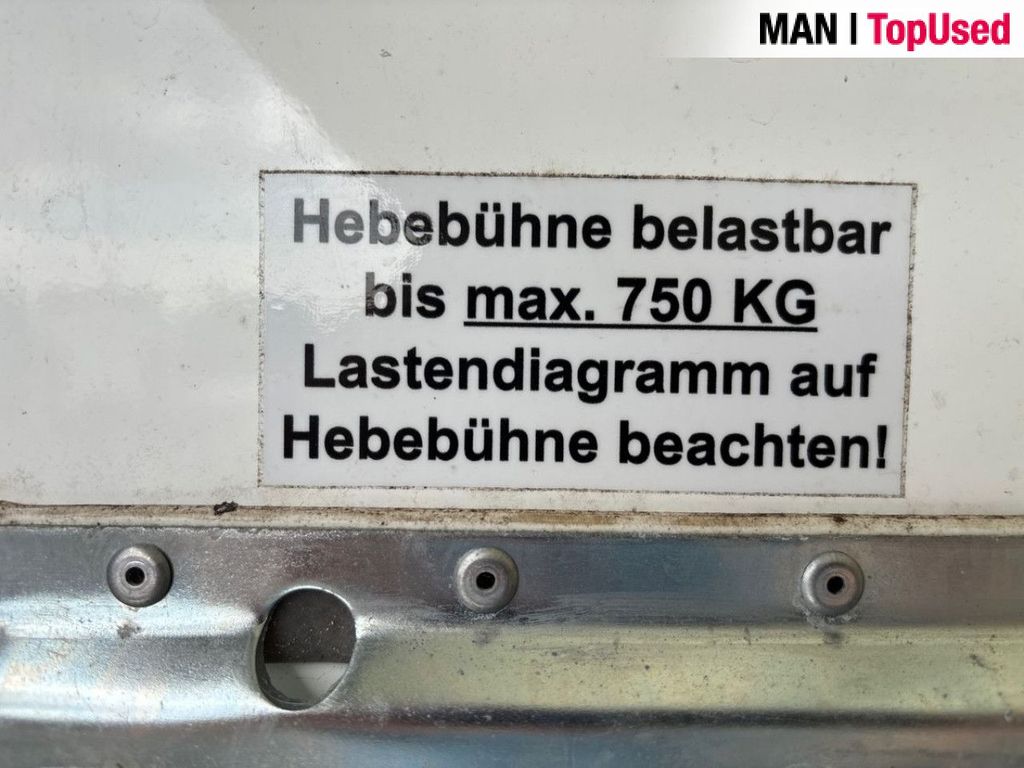 MAN | TopUsed
Hebebühne belastbar
bis max. 750 KG
Lastendiagramm auf
Hebebühne beachten!